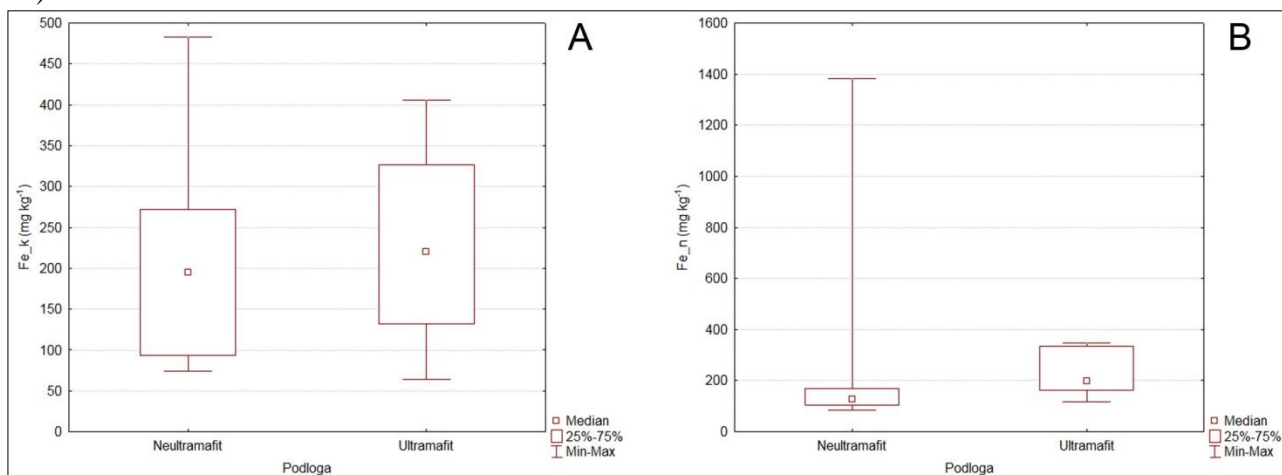 )
A
500
450
400
350
300
250
200
150
100
50
0
Fe_k (mg kg-1)
Neultramafit Ultramafit
Podloga
Median
25%-75%
Min-Max
B
1600
1400
1200
1000
800
600
400
200
0
Fe_n (mg kg-1)
Neultramafit Ultramafit
Podloga
Median
25%-75%
Min-Max